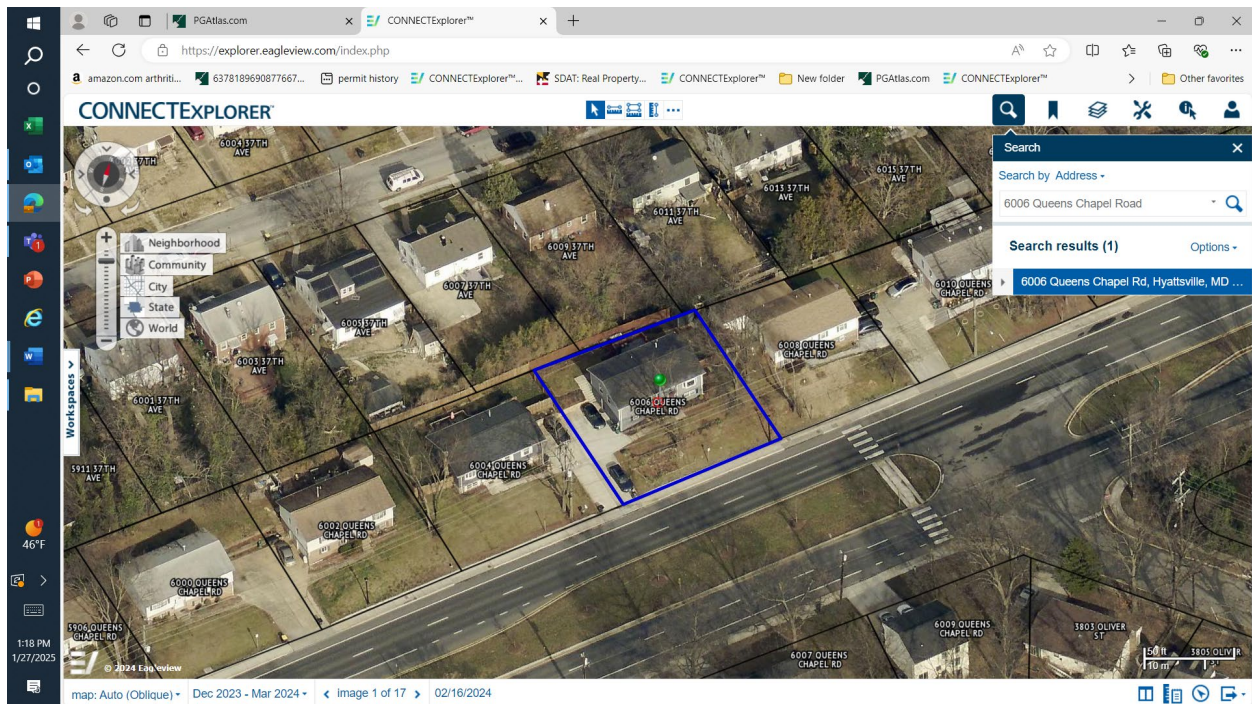 PGAtlas.com
CONNECTExplorer™
https://explorer.eagleview.com/index.php
amazon.com arthriti...
6378189690877667...
permit history
CONNECTExplorer™...
SDAT: Real Property...
CONNECTExplorer™
New folder
PGAtlas.com
CONNECTExplorer™
Other favorites
CONNECTEXPLORER™
Search
Search by Address
6006 Queens Chapel Road
Search results (1)
Options
6006 Queens Chapel Rd, Hyattsville, MD ...
Neighborhood
Community
City
State
World
Workspaces
6004 37TH
AVE
37TH
AVE
6015 37TH
AVE
6013 37TH
AVE
6011 37TH
AVE
6009 37TH
AVE
6007 37TH
AVE
6005 37TH
AVE
6003 37TH
AVE
6001 37TH
AVE
5911 37TH
AVE
6010 QUEENS
CHAPEL RD
6008 QUEENS
CHAPEL RD
6006 QUEENS
CHAPEL RD
6004 QUEENS
CHAPEL RD
6002 QUEENS
CHAPEL RD
6000 QUEENS
CHAPEL RD
5906 QUEENS
CHAPEL RD
6009 QUEENS
CHAPEL RD
6007 QUEENS
CHAPEL RD
3803 OLIVER
ST
50 ft
10 m
© 2024 Eagleview
map: Auto (Oblique)
Dec 2023 - Mar 2024
image 1 of 17
02/16/2024
46°F
1:18 PM
1/27/2025